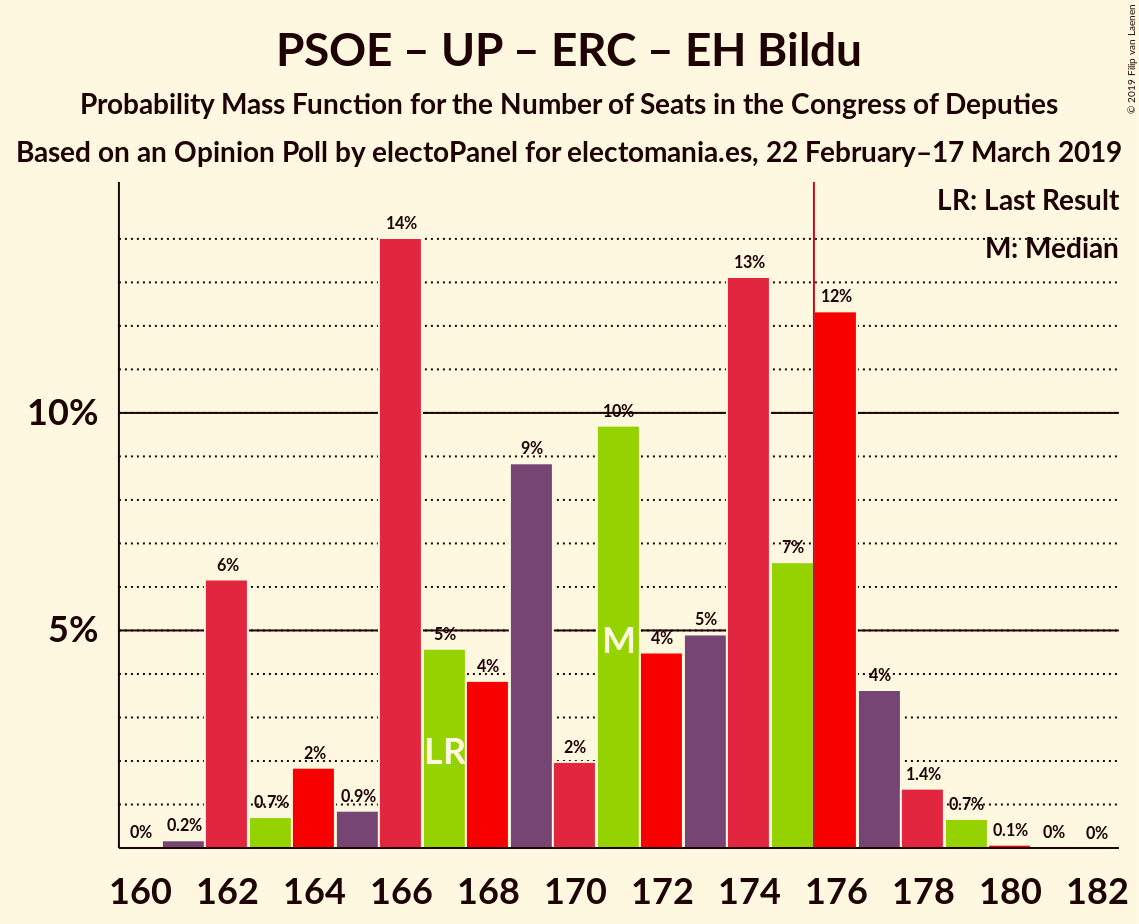 PSOE – UP – ERC – EH Bildu
Probability Mass Function for the Number of Seats in the Congress of Deputies
Based on an Opinion Poll by electoPanel for electomania.es, 22 February–17 March 2019
© 2019 Filip van Laenen
LR: Last Result
M: Median
10%
5%
0% 0.2% 6% 0.7% 2% 0.9% 14% 5% 4% 9% 2% 10% 4% 5% 13% 7% 12% 4% 1.4% 0.7% 0.1% 0% 0%
LR
M
160 162 164 166 168 170 172 174 176 178 180 182